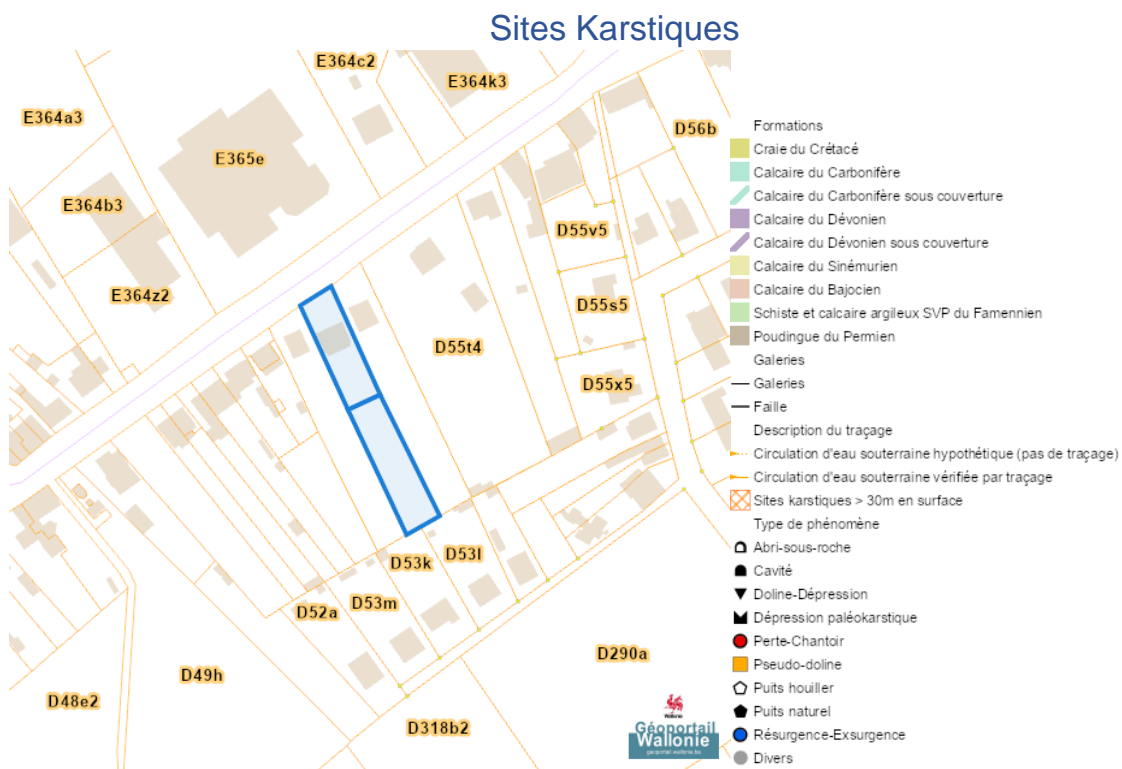 Sites Karstiques
E364c2
E364k3
E364a3
D56b
E365e
E364b3
D55v5
E364z2
D55s5
D55t4
D55x5
D53k
D53l
D52a
D53m
D49h
D290a
D48e2
D318b2
Wallonie
Géoportail
Wallonie
geoportail.wallonie.be
Formations
Craie du Crétacé
Calcaire du Carbonifère
Calcaire du Carbonifère sous couverture
Calcaire du Dévonien
Calcaire du Dévonien sous couverture
Calcaire du Sinémurien
Calcaire du Bajocien
Schiste et calcaire argileux SVP du Famennien
Poudingue du Permien
Galeries
Galeries
Faille
Description du traçage
Circulation d'eau souterraine hypothétique (pas de traçage)
Circulation d'eau souterraine vérifiée par traçage
Sites karstiques > 30m en surface
Type de phénomène
Abri-sous-roche
Cavité
Doline-Dépression
Dépression paléokarstique
Perte-Chantoir
Pseudo-doline
Puits houiller
Puits naturel
Résurgence-Exsurgence
Divers